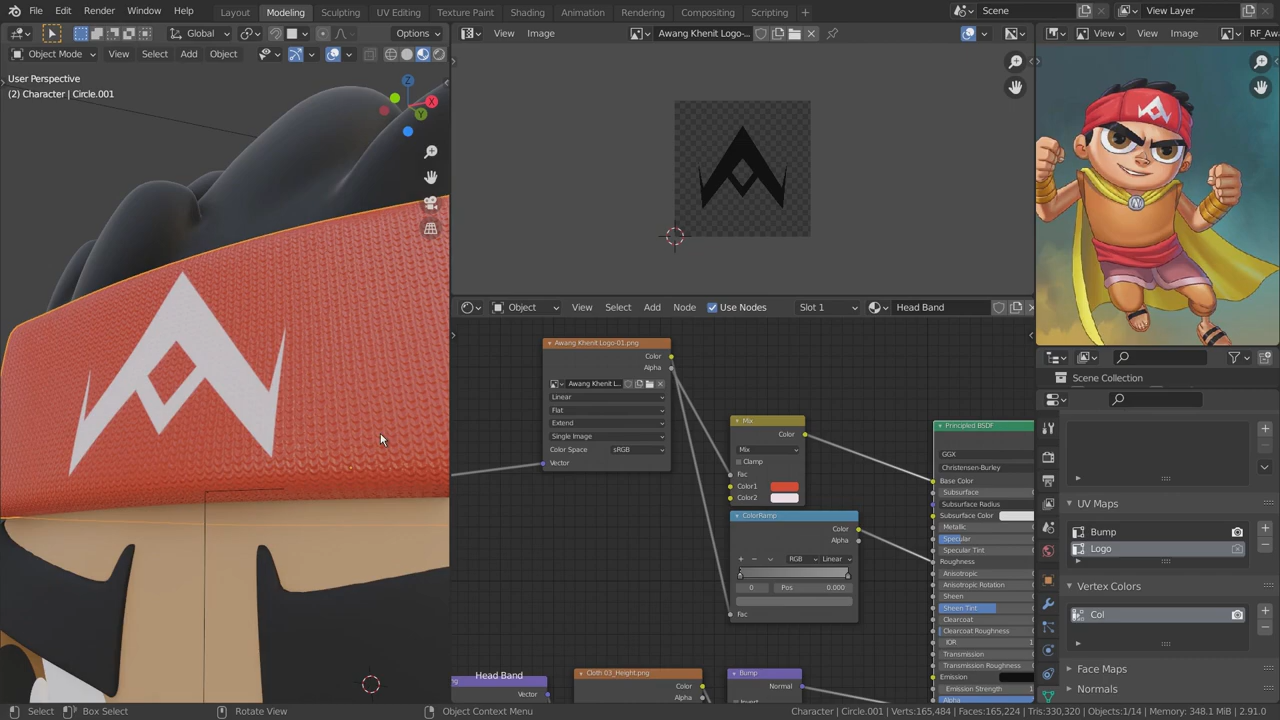 File Edit Render Window Help Layout Modeling Sculpting UV Editing Texture Paint Shading Animation Rendering Compositing Scripting + Scene View Layer
Global Options
Object Mode View Select Add Object
User Perspective
(2) Character | Circle.001
Z
X
Y
View Image Awang Khenit Logo-...
View View Image RF_Aw
Object View Select Add Node Use Nodes Slot 1 Head Band
Awang Khenit Logo-01.png
Color
Alpha
Awang Khenit L...
Linear
Flat
Extend
Single Image
Color Space sRGB
Vector
Mix
Color
Mix
Clamp
Fac
Color1
Color2
ColorRamp
Color
Alpha
RGB Linear
0 Pos 0.000
Fac
Principled BSDF
GGX
Christensen-Burley
Base Color
Subsurface
Subsurface Radius
Subsurface Color
Metallic
Specular
Specular Tint
Roughness
Anisotropic
Anisotropic Rotation
Sheen
Sheen Tint
Clearcoat
Clearcoat Roughness
IOR
Transmission
Transmission Roughness
Emission
Emission Strength
Alpha
Head Band
Vector
Cloth 03_Height.png
Color
Alpha
Bump
Normal
Scene Collection
UV Maps
Bump
Logo
Vertex Colors
Col
Face Maps
Normals
Select Box Select Rotate View Object Context Menu Character | Circle.001 | Verts:165,484 | Faces:165,224 | Tris:330,320 | Objects:1/14 | Memory: 348.1 MiB | 2.91.0